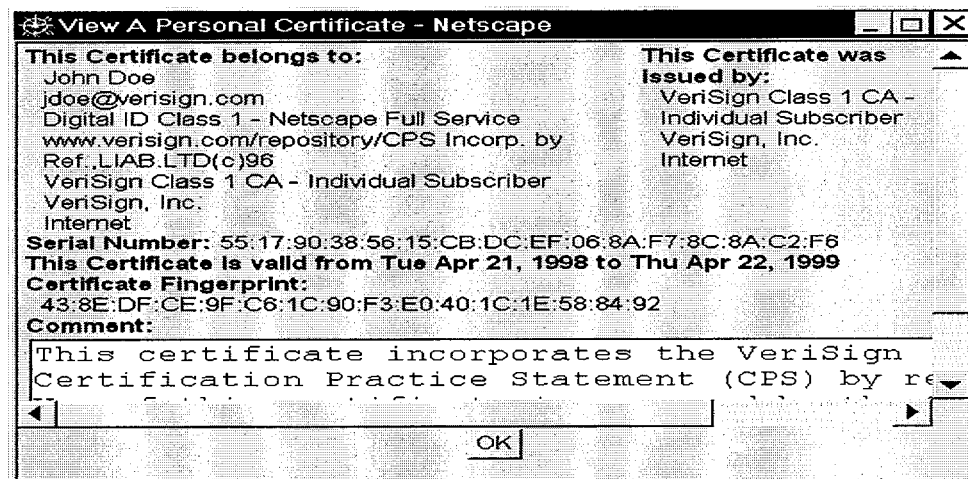 View A Personal Certificate - Netscape
This Certificate belongs to:
John Doe
jdoe@verisign.com
Digital ID Class 1 - Netscape Full Service
www.verisign.com/repository/CPS Incorp. by
Ref.,LIAB.LTD(c)96
VeriSign Class 1 CA - Individual Subscriber
VeriSign, Inc.
Internet
This Certificate was
issued by:
VeriSign Class 1 CA -
Individual Subscriber
VeriSign, Inc.
Internet
Serial Number: 55:17:90:38:56:15:CB:DC:EF:06:8A:F7:8C:8A:C2:F6
This Certificate is valid from Tue Apr 21, 1998 to Thu Apr 22, 1999
Certificate Fingerprint:
43:8E:DF:CE:9F:C6:1C:90:F3:E0:40:1C:1E:58:84:92
Comment:
This certificate incorporates the VeriSign
Certification Practice Statement (CPS) by re
OK